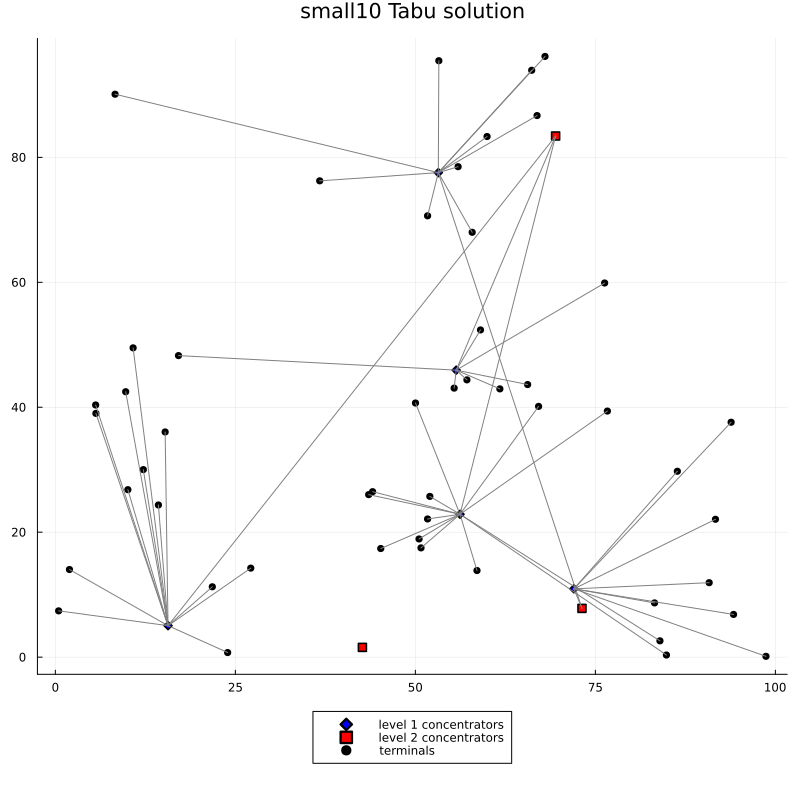 small10 Tabu solution
80
60
40
20
0
0 25 50 75 100
level 1 concentrators
level 2 concentrators
terminals